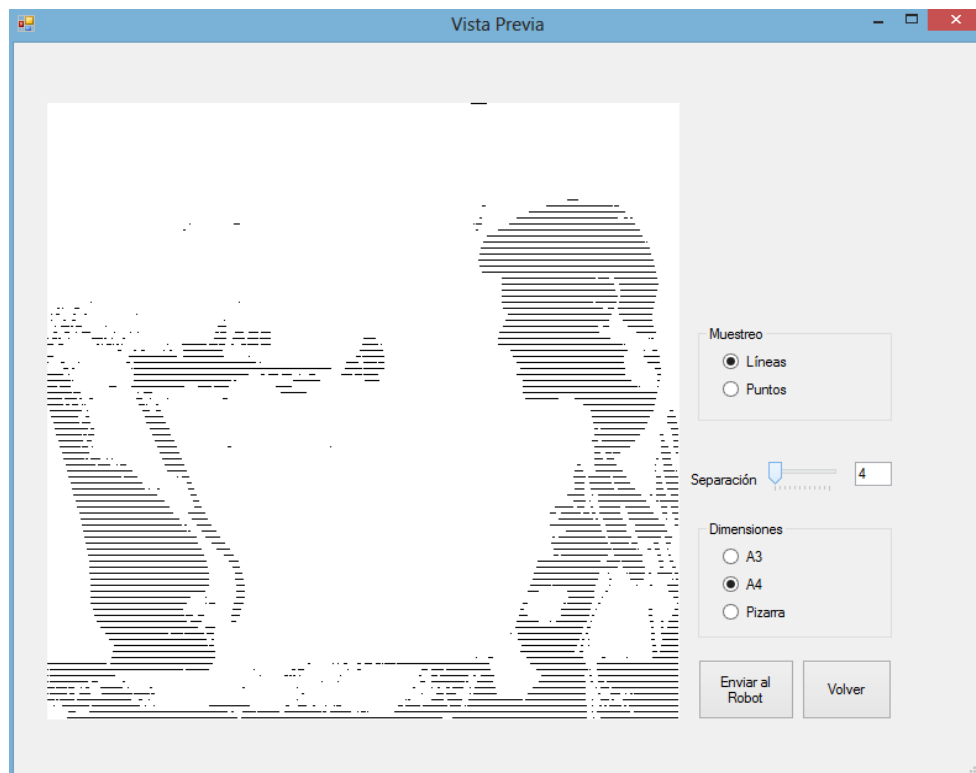 Vista Previa
Muestreo
Líneas
Puntos
Separación
4
Dimensiones
A3
A4
Pizarra
Enviar al
Robot
Volver